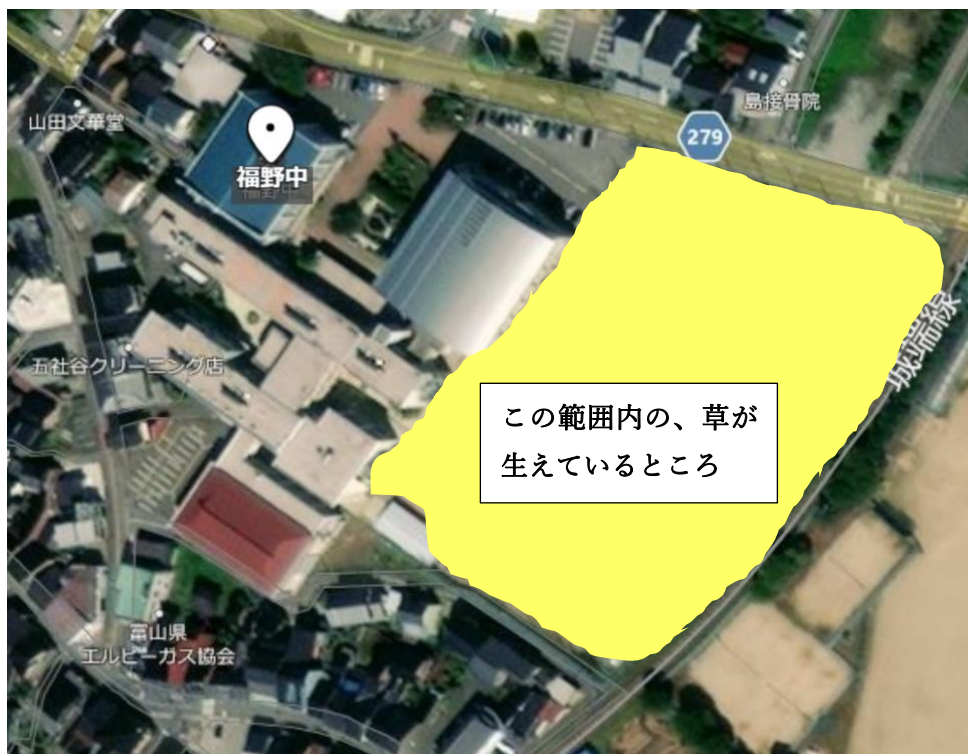 山田文華堂
福野中
島接骨院
279
城端線
五社谷クリーニング店
この範囲内の、草が
生えているところ
富山県
エルピーガス協会